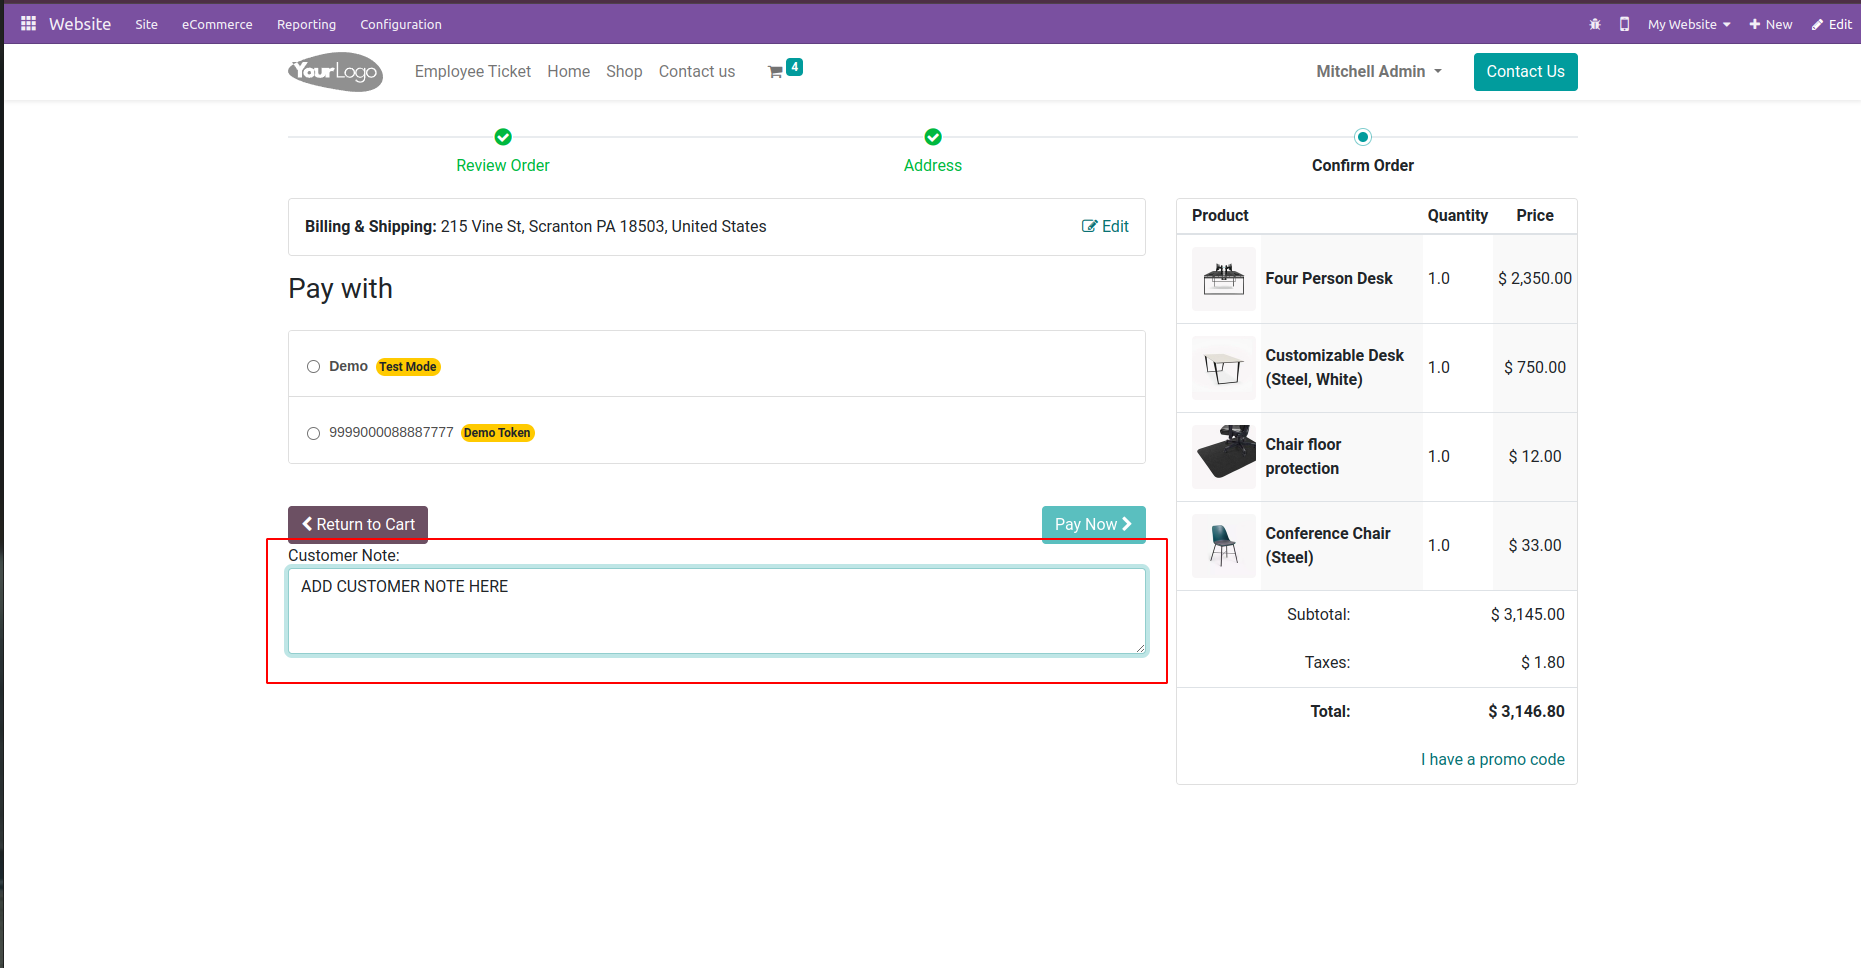 Website Site eCommerce Reporting Configuration My Website New Edit
YourLogo Employee Ticket Home Shop Contact us 4 Mitchell Admin Contact Us
Review Order Address Confirm Order
Billing & Shipping: 215 Vine St, Scranton PA 18503, United States Edit
Pay with
Demo Test Mode
9999000088887777 Demo Token
Return to Cart Pay Now
Customer Note:
ADD CUSTOMER NOTE HERE
Product Quantity Price
Four Person Desk 1.0 $ 2,350.00
Customizable Desk
(Steel, White) 1.0 $ 750.00
Chair floor
protection 1.0 $ 12.00
Conference Chair
(Steel) 1.0 $ 33.00
Subtotal: $ 3,145.00
Taxes: $ 1.80
Total: $ 3,146.80
I have a promo code